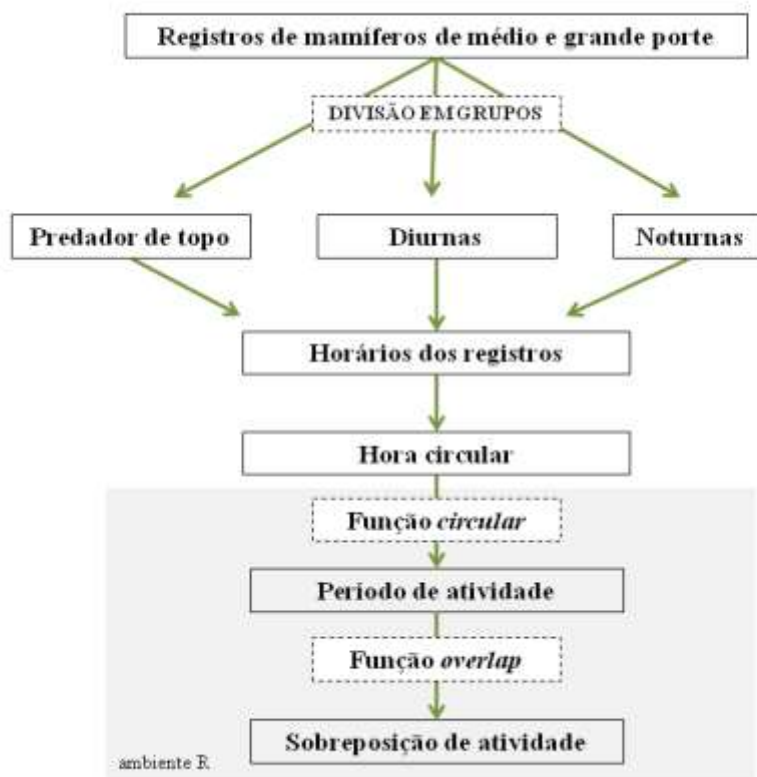 Registros de mamíferos de médio e grande porte
DIVISÃO EM GRUPOS
Predador de topo
Diurnas
Noturnas
Horários dos registros
Hora circular
Função circular
Período de atividade
Função overlap
Sobreposição de atividade
ambiente R